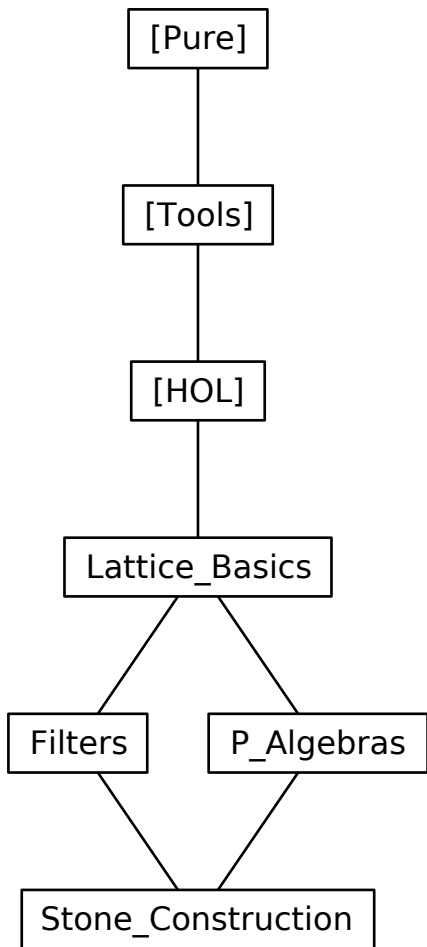 [Pure]
[Tools]
[HOL]
Lattice_Basics
Filters
P_Algebras
Stone_Construction